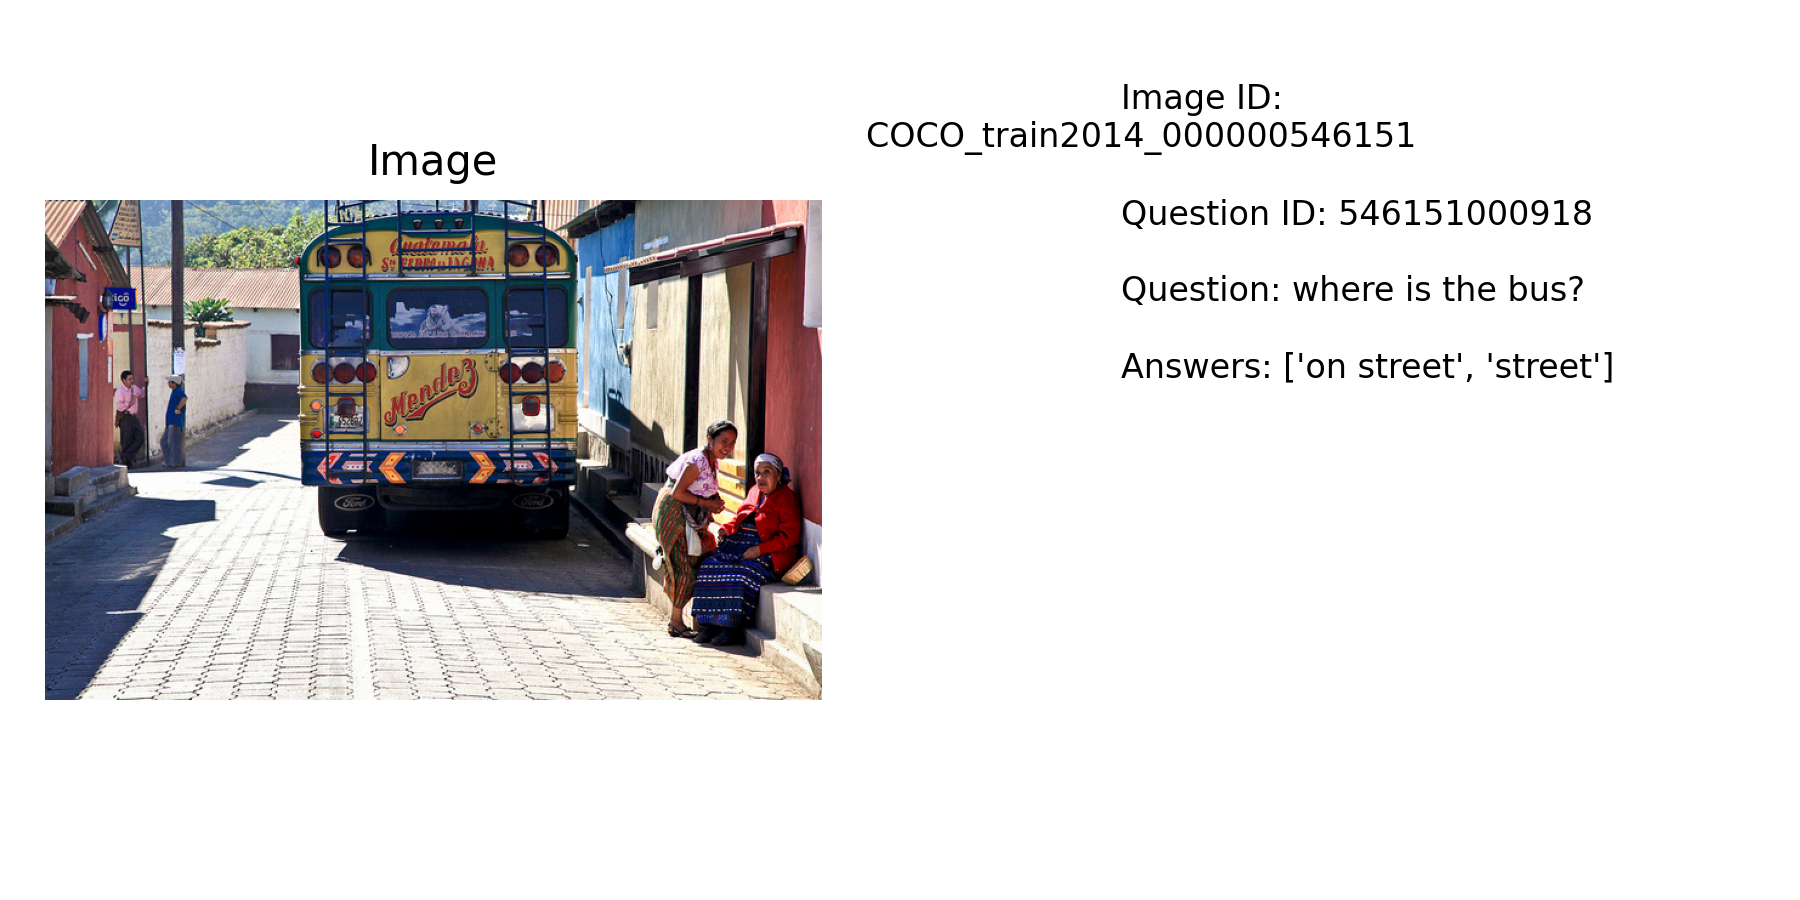 Image ID:
COCO_train2014_000000546151
Image
Question ID: 546151000918
Question: where is the bus?
Answers: ['on street', 'street']
Guatemala
Mendez
TIGO
Ford
Ford